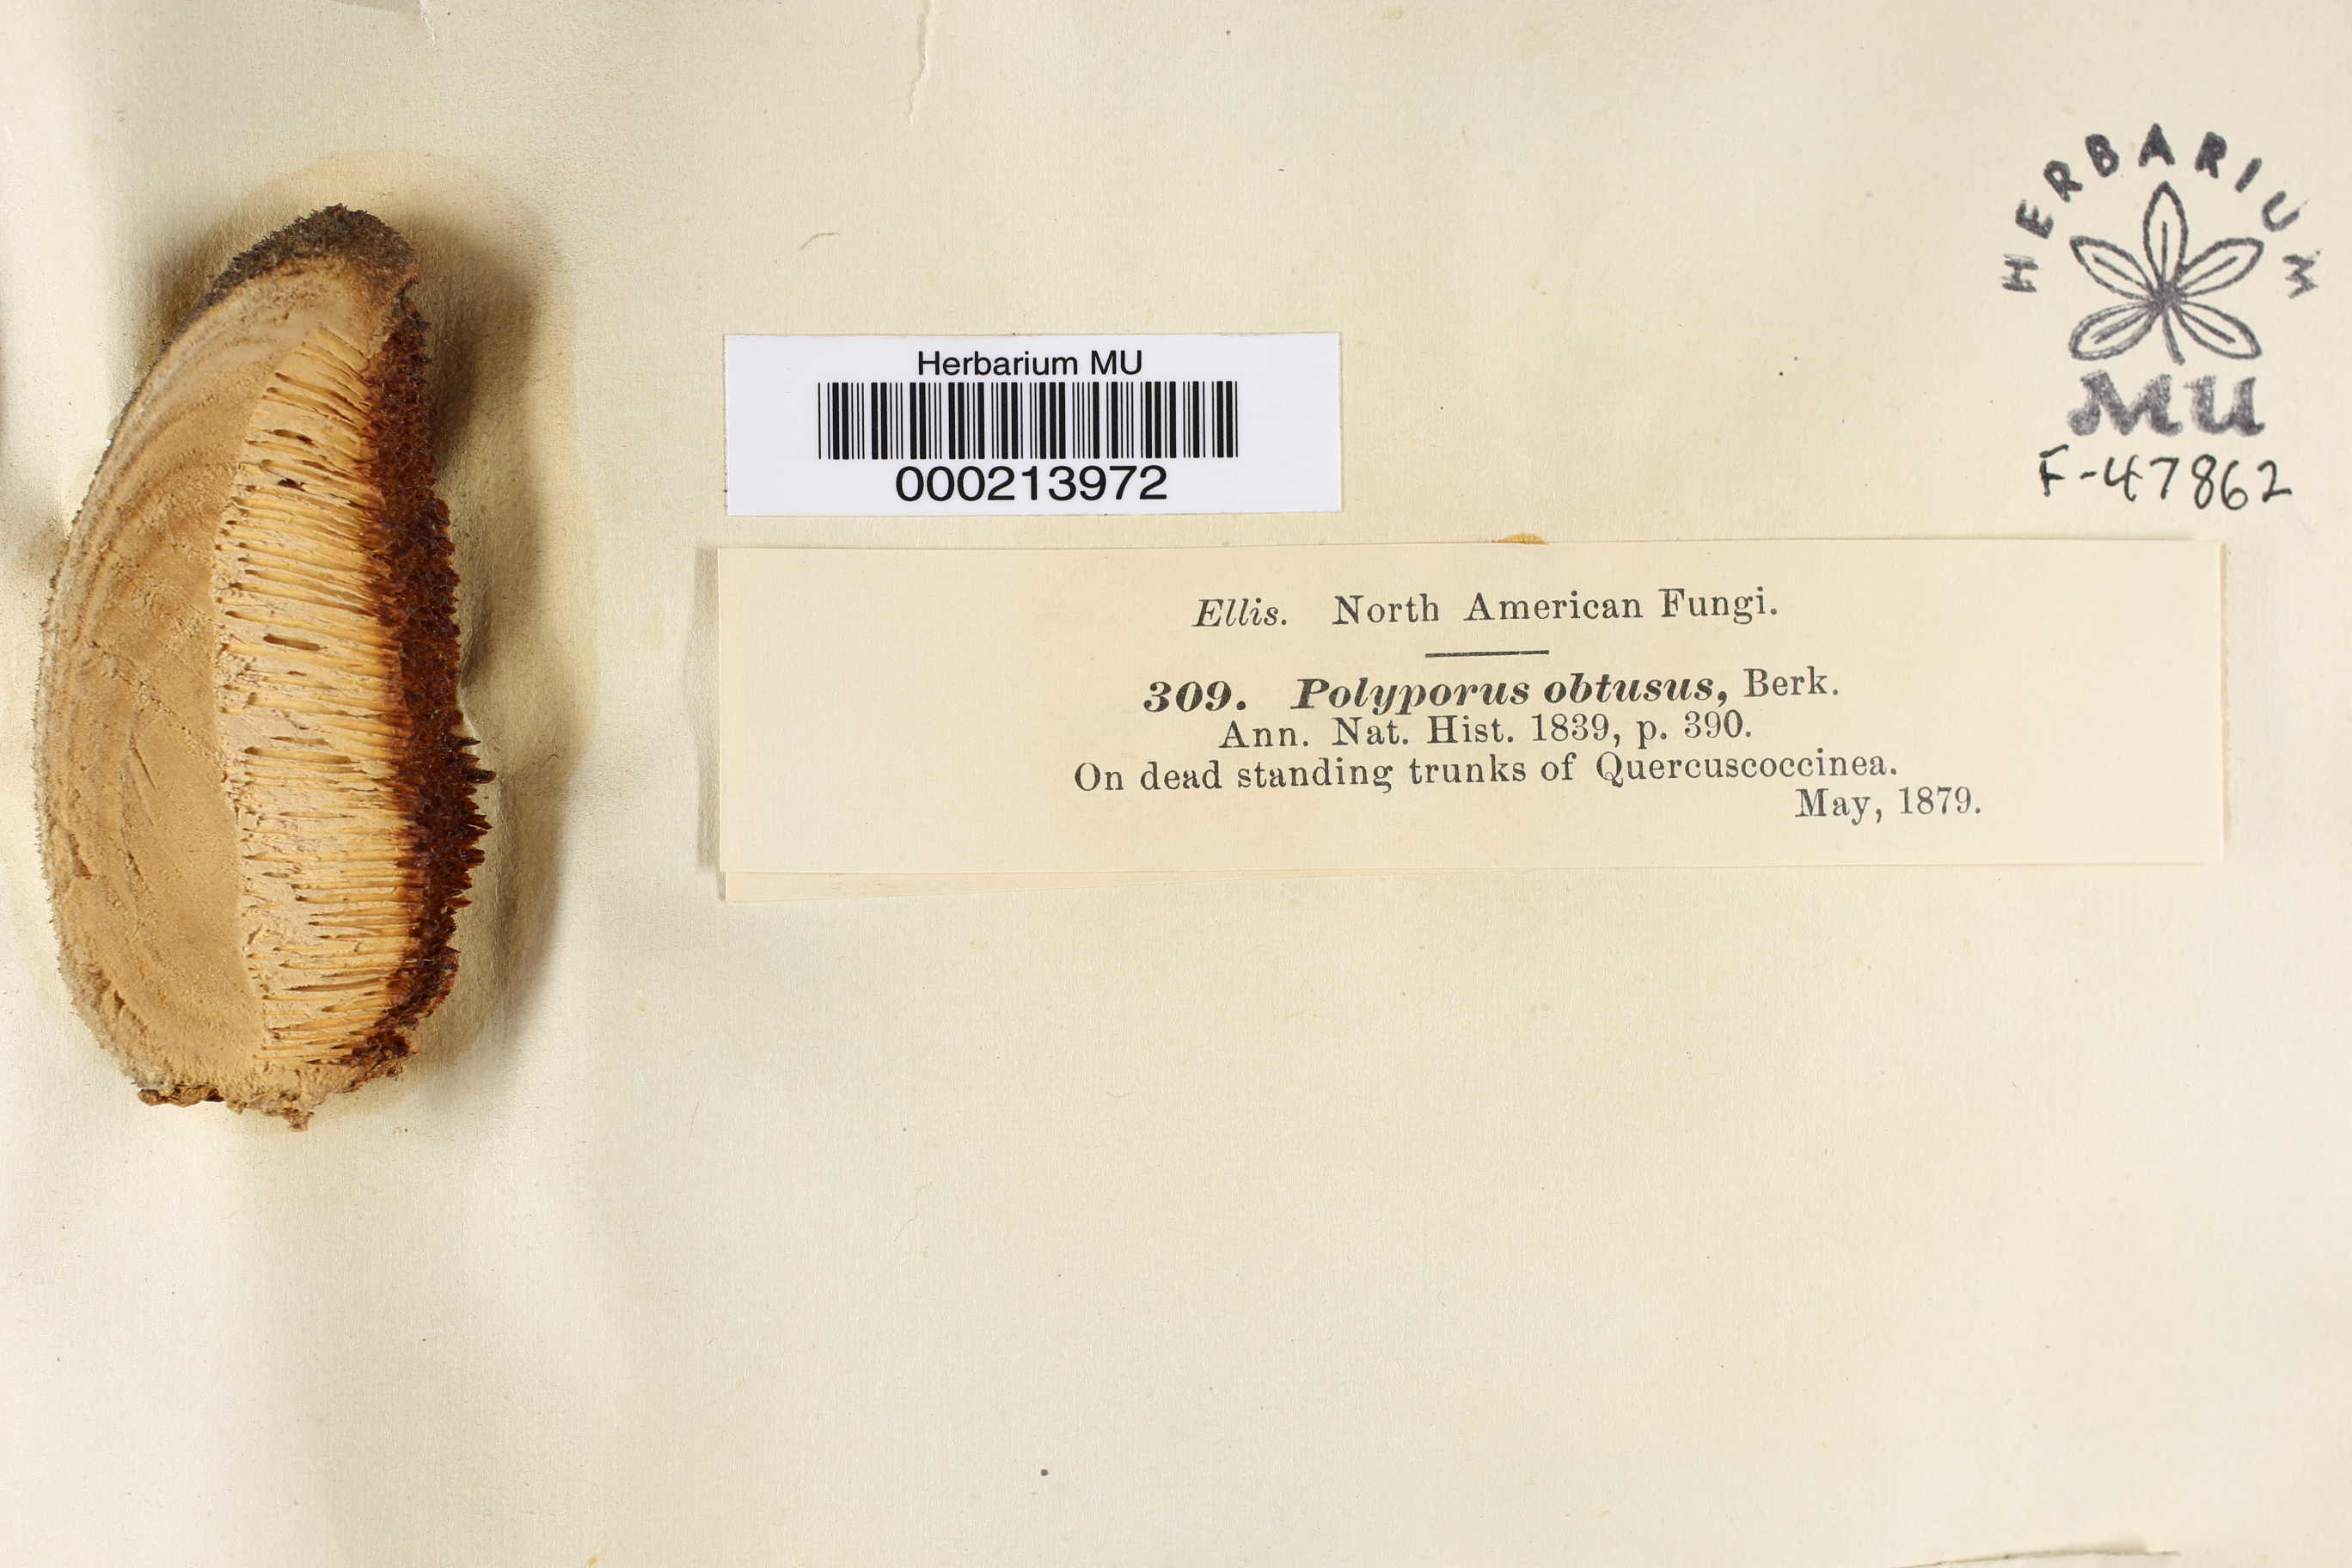 HERBARIUM
MU
F-47862
Herbarium MU
000213972
Ellis. North American Fungi.
309. Polyporus obtusus, Berk.
Ann. Nat. Hist. 1839, p. 390.
On dead standing trunks of Quercuscoccinea.
May, 1879.